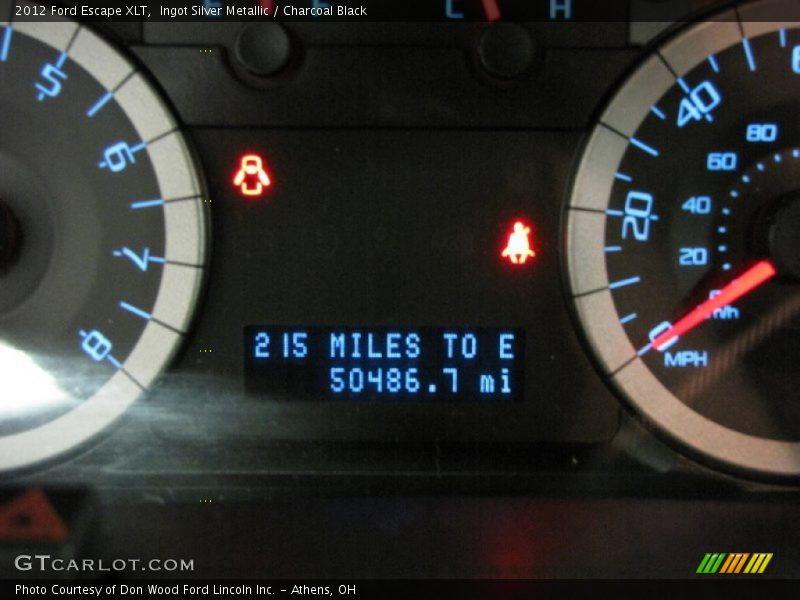 2012 Ford Escape XLT,  Ingot Silver Metallic / Charcoal Black
C H
5
6
7
8
40
20
0
80
60
40
20
MPH
215 MILES TO E
50486.7 mi
GTCARLOT.COM
Photo Courtesy of Don Wood Ford Lincoln Inc. - Athens, OH